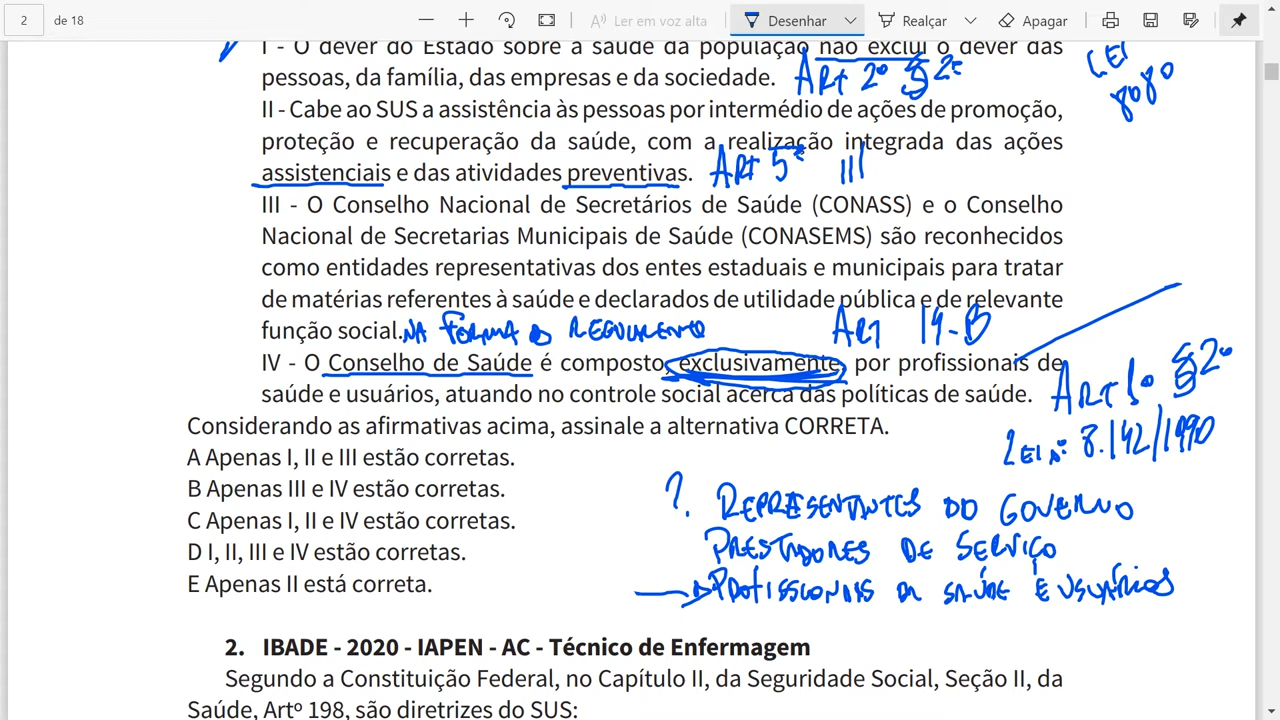 2 de 18 Ler em voz alta Desenhar Realçar Apagar
I - O dever do Estado sobre a saúde da população não exclui o dever das
LEI
pessoas, da família, das empresas e da sociedade. ART 2º § 2º
8080
II - Cabe ao SUS a assistência às pessoas por intermédio de ações de promoção,
proteção e recuperação da saúde, com a realização integrada das ações
assistenciais e das atividades preventivas. ART 5º III
III - O Conselho Nacional de Secretários de Saúde (CONASS) e o Conselho
Nacional de Secretarias Municipais de Saúde (CONASEMS) são reconhecidos
como entidades representativas dos entes estaduais e municipais para tratar
de matérias referentes à saúde e declarados de utilidade pública e de relevante
função social. NA FORMA DO REGULAMENTO ART 14-B
IV - O Conselho de Saúde é composto, exclusivamente, por profissionais de
saúde e usuários, atuando no controle social acerca das políticas de saúde. ART 1º § 2º
Considerando as afirmativas acima, assinale a alternativa CORRETA.
LEI Nº 8.142/1990
A Apenas I, II e III estão corretas.
B Apenas III e IV estão corretas.
? REPRESENTANTES DO GOVERNO
C Apenas I, II e IV estão corretas.
D I, II, III e IV estão corretas.
PRESTADORES DE SERVIÇO
E Apenas II está correta.
→ PROFISSIONAIS DA SAÚDE E USUÁRIOS
2. IBADE - 2020 - IAPEN - AC - Técnico de Enfermagem
Segundo a Constituição Federal, no Capítulo II, da Seguridade Social, Seção II, da
Saúde, Artº 198, são diretrizes do SUS: